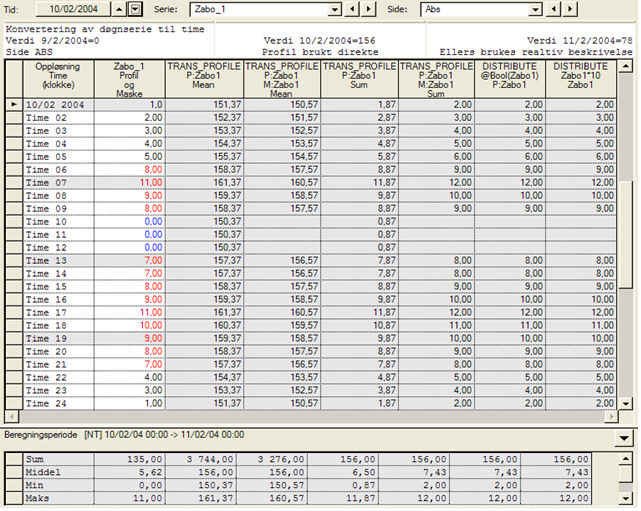 Tid: 10/02/2004 Serie: Zabo_1 Side: Abs
Konvertering av døgnserie til time
Verdi 9/2/2004=0 Verdi 10/2/2004=156 Verdi 11/2/2004=78
Side ABS Profil brukt direkte Ellers brukes realtiv beskrivelse
Oppløsning Zabo_1 TRANS_PROFILE TRANS_PROFILE TRANS_PROFILE TRANS_PROFILE DISTRIBUTE DISTRIBUTE
Time Profil P:Zabo1 P:Zabo1 P:Zabo1 P:Zabo1 @Bool(Zabo1) Zabo1*10
(klokke) og Mean M:Zabo1 Sum M:Zabo1 P:Zabo1 Zabo1
Maske Mean Sum
10/02 2004 1,0 151,37 150,57 1,87 2,00 2,00 2,00
Time 02 2,00 152,37 151,57 2,87 3,00 3,00 3,00
Time 03 3,00 153,37 152,57 3,87 4,00 4,00 4,00
Time 04 4,00 154,37 153,57 4,87 5,00 5,00 5,00
Time 05 5,00 155,37 154,57 5,87 6,00 6,00 6,00
Time 06 8,00 158,37 157,57 8,87 9,00 9,00 9,00
Time 07 11,00 161,37 160,57 11,87 12,00 12,00 12,00
Time 08 9,00 159,37 158,57 9,87 10,00 10,00 10,00
Time 09 8,00 158,37 157,57 8,87 9,00 9,00 9,00
Time 10 0,00 150,37 0,87
Time 11 0,00 150,37 0,87
Time 12 0,00 150,37 0,87
Time 13 7,00 157,37 156,57 7,87 8,00 8,00 8,00
Time 14 7,00 157,37 156,57 7,87 8,00 8,00 8,00
Time 15 8,00 158,37 157,57 8,87 9,00 9,00 9,00
Time 16 9,00 159,37 158,57 9,87 10,00 10,00 10,00
Time 17 11,00 161,37 160,57 11,87 12,00 12,00 12,00
Time 18 10,00 160,37 159,57 10,87 11,00 11,00 11,00
Time 19 9,00 159,37 158,57 9,87 10,00 10,00 10,00
Time 20 8,00 158,37 157,57 8,87 9,00 9,00 9,00
Time 21 7,00 157,37 156,57 7,87 8,00 8,00 8,00
Time 22 4,00 154,37 153,57 4,87 5,00 5,00 5,00
Time 23 3,00 153,37 152,57 3,87 4,00 4,00 4,00
Time 24 1,00 151,37 150,57 1,87 2,00 2,00 2,00
Beregningsperiode [NT] 10/02/04 00:00 -> 11/02/04 00:00
Sum 135,00 3 744,00 3 276,00 156,00 156,00 156,00 156,00
Middel 5,62 156,00 156,00 6,50 7,43 7,43 7,43
Min 0,00 150,37 150,57 0,87 2,00 2,00 2,00
Maks 11,00 161,37 160,57 11,87 12,00 12,00 12,00